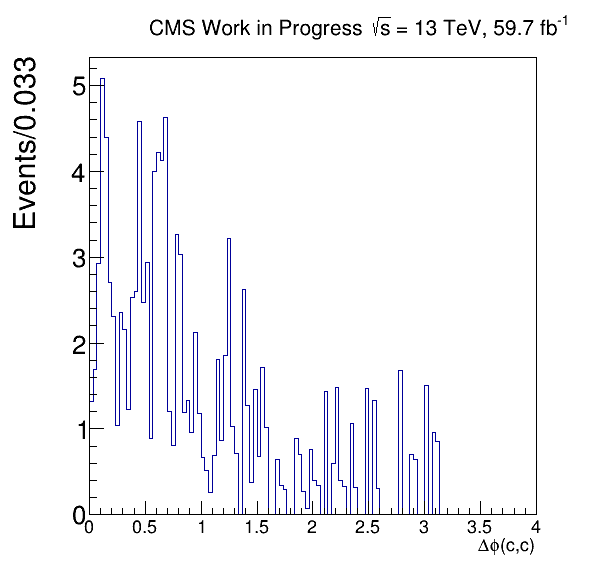 CMS Work in Progress √s = 13 TeV, 59.7 fb⁻¹
Events/0.033
5
4
3
2
1
0
0 0.5 1 1.5 2 2.5 3 3.5 4
Δϕ(c,c)